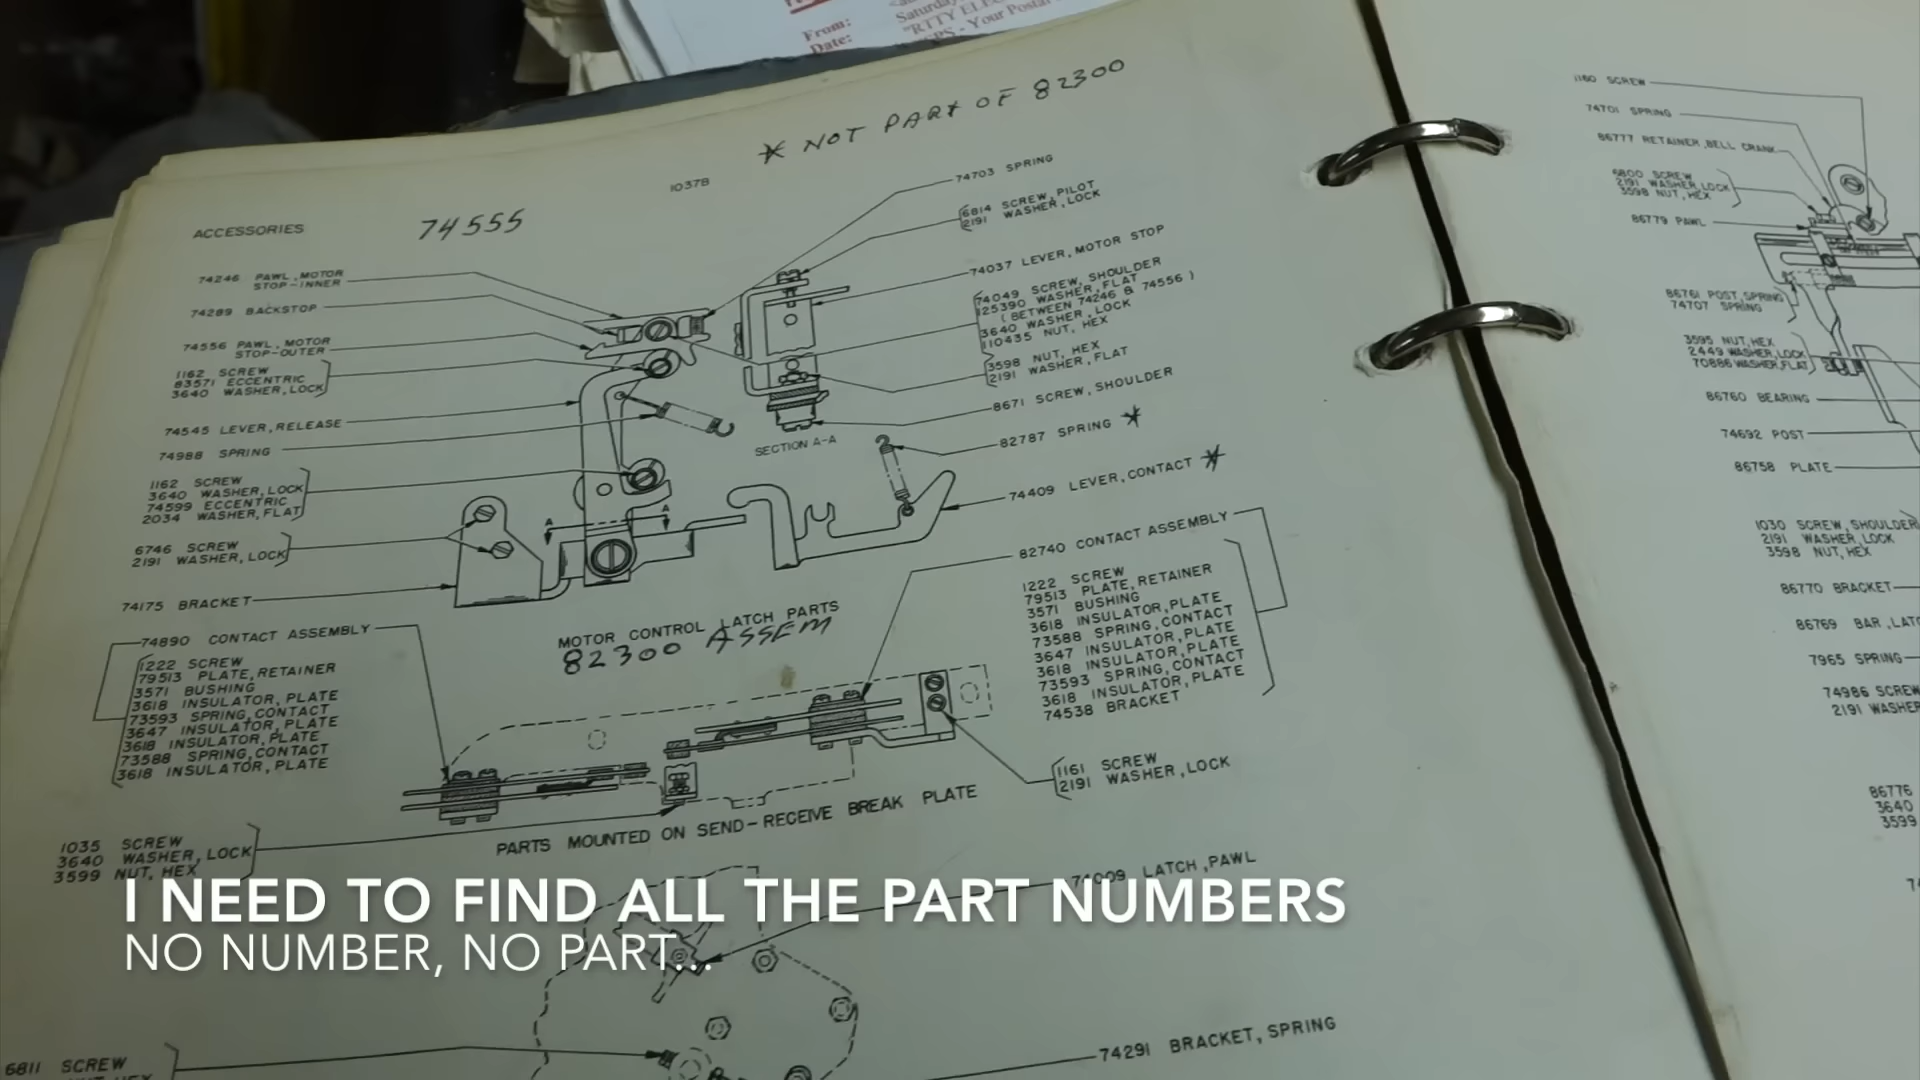 From:
Date:
Saturday
"RTTY ELE
- Your Postal
* NOT PART OF 82300
1037B
ACCESSORIES
74555
74246 PAWL, MOTOR
STOP-INNER
74289 BACKSTOP
74556 PAWL, MOTOR
STOP-OUTER
1162 SCREW
83571 ECCENTRIC
3640 WASHER, LOCK
74545 LEVER, RELEASE
74988 SPRING
1162 SCREW
3640 WASHER, LOCK
74599 ECCENTRIC
2034 WASHER, FLAT
6746 SCREW
2191 WASHER, LOCK
74175 BRACKET
74703 SPRING
6814 SCREW, PILOT
2191 WASHER, LOCK
74037 LEVER, MOTOR STOP
74049 SCREW, SHOULDER
125390 WASHER, FLAT
(BETWEEN 74246 & 74556)
3640 WASHER, LOCK
110435 NUT, HEX
3598 NUT, HEX
2191 WASHER, FLAT
8671 SCREW, SHOULDER
SECTION A-A
82787 SPRING *
74409 LEVER, CONTACT *
A
A
MOTOR CONTROL LATCH PARTS
82300 ASSEM
74890 CONTACT ASSEMBLY
1222 SCREW
79513 PLATE, RETAINER
3571 BUSHING
3618 INSULATOR, PLATE
73593 SPRING, CONTACT
3647 INSULATOR, PLATE
3618 INSULATOR, PLATE
73588 SPRING, CONTACT
3618 INSULATOR, PLATE
82740 CONTACT ASSEMBLY
1222 SCREW
79513 PLATE, RETAINER
3571 BUSHING
3618 INSULATOR, PLATE
73588 SPRING, CONTACT
3647 INSULATOR, PLATE
3618 INSULATOR, PLATE
73593 SPRING, CONTACT
3618 INSULATOR, PLATE
74538 BRACKET
1161 SCREW
2191 WASHER, LOCK
1035 SCREW
3640 WASHER, LOCK
3599 NUT, HEX
PARTS MOUNTED ON SEND-RECEIVE BREAK PLATE
LATCH, PAWL
74291 BRACKET, SPRING
6811 SCREW
1160 SCREW
74701 SPRING
86777 RETAINER, BELL CRANK
6800 SCREW
2191 WASHER, LOCK
3598 NUT, HEX
86779 PAWL
86761 POST, SPRING
74707 SPRING
3595 NUT, HEX
2449 WASHER, LOCK
70886 WASHER, FLAT
86760 BEARING
74692 POST
86758 PLATE
1030 SCREW, SHOULDER
2191 WASHER, LOCK
3598 NUT, HEX
86770 BRACKET
86769 BAR, LATC
7965 SPRING
74986 SCREW
2191 WASHER
86776
3640
3599
I NEED TO FIND ALL THE PART NUMBERS
NO NUMBER, NO PART...